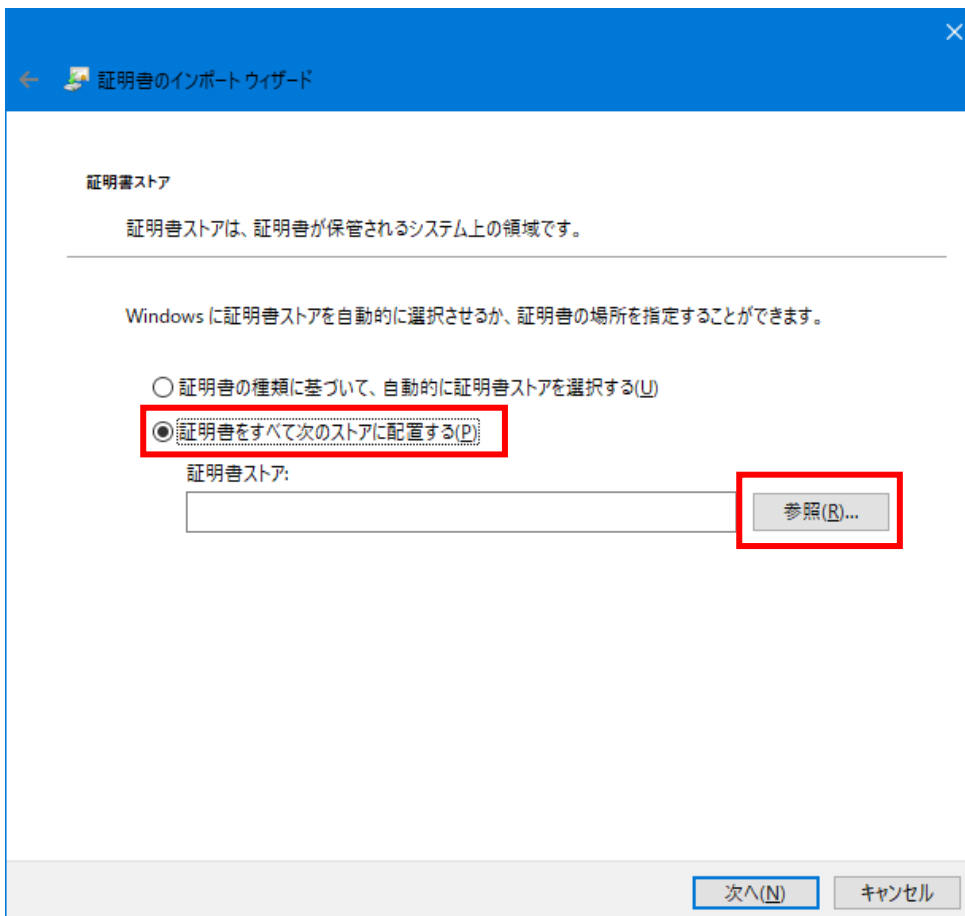 証明書のインポート ウィザード
証明書ストア
証明書ストアは、証明書が保管されるシステム上の領域です。
Windows に証明書ストアを自動的に選択させるか、証明書の場所を指定することができます。
証明書の種類に基づいて、自動的に証明書ストアを選択する(U)
証明書をすべて次のストアに配置する(P)
証明書ストア:
参照(R)...
次へ(N)
キャンセル